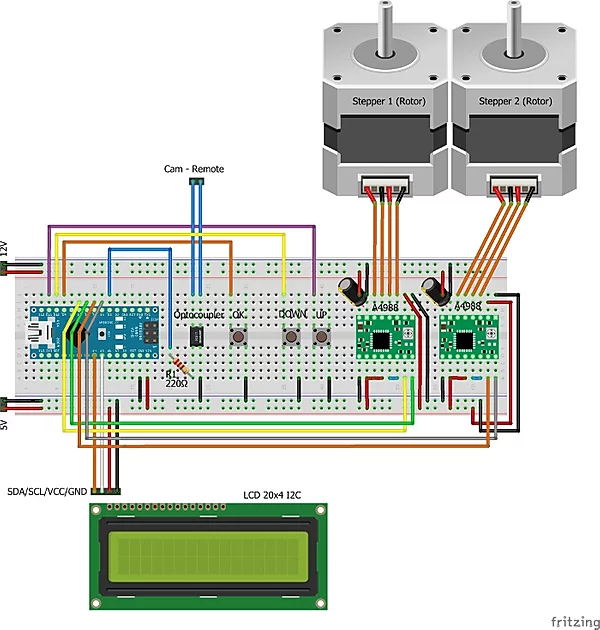 Stepper 1 (Rotor)
Stepper 2 (Rotor)
Cam - Remote
12V
Optocoupler
OK
DOWN
UP
A4988
A4988
R1
220Ω
5V
SDA/SCL/VCC/GND
LCD 20x4 I2C
fritzing